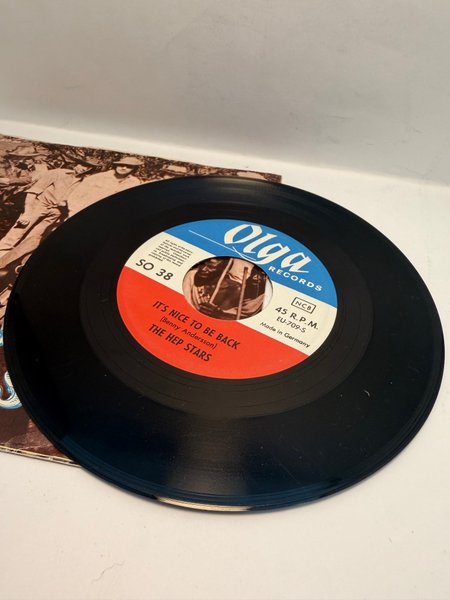 Olga
RECORDS
SO 38
NCB
45 R.P.M.
EU-709-S
Made in Germany
IT'S NICE TO BE BACK
(Benny Andersson)
THE HEP STARS